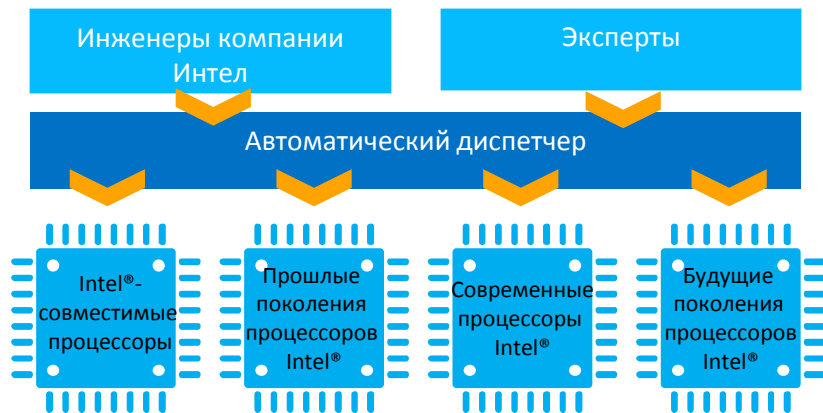 Инженеры компании
Интел
Эксперты
Автоматический диспетчер
Intel®-
совместимые
процессоры
Прошлые
поколения
процессоров
Intel®
Современные
процессоры
Intel®
Будущие
поколения
процессоров
Intel®